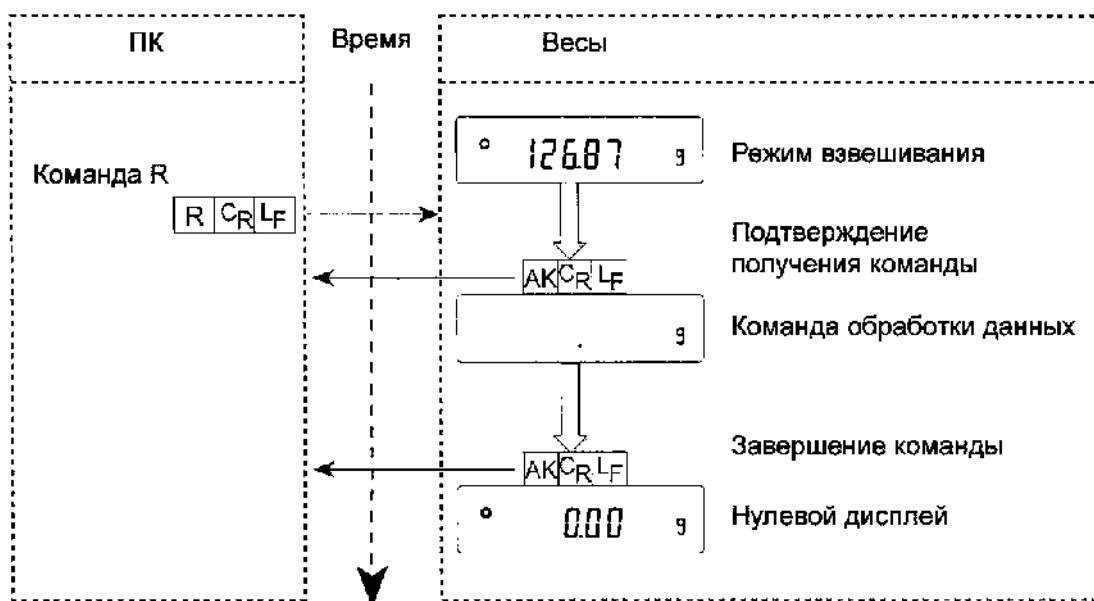 ПК Время Весы
126.87 g Режим взвешивания
Команда R
R CR LF
Подтверждение
получения команды
AK CR LF
. g Команда обработки данных
Завершение команды
AK CR LF
0.00 g Нулевой дисплей